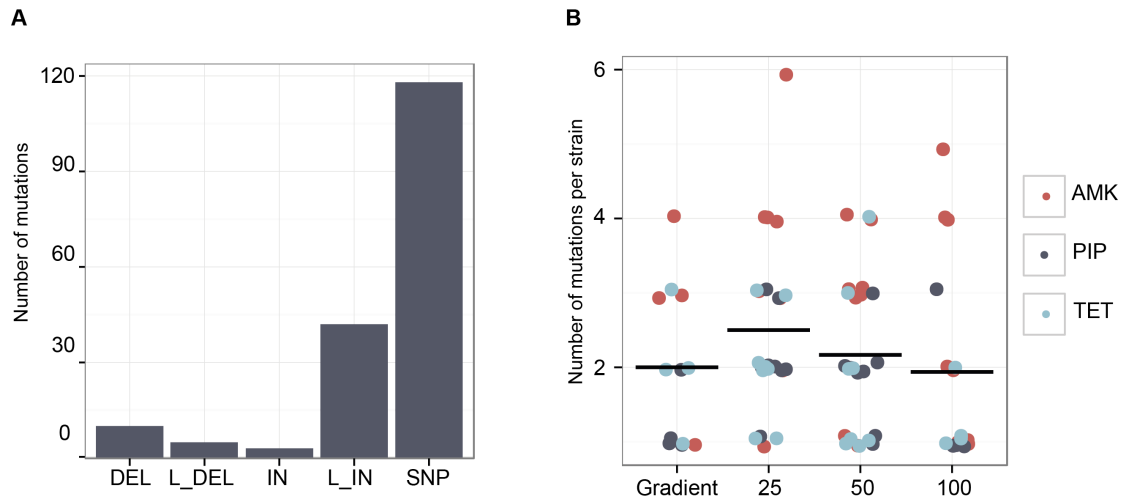 A
Number of mutations
120
90
60
30
0
DEL
L_DEL
IN
L_IN
SNP
B
Number of mutations per strain
6
4
2
Gradient
25
50
100
AMK
PIP
TET